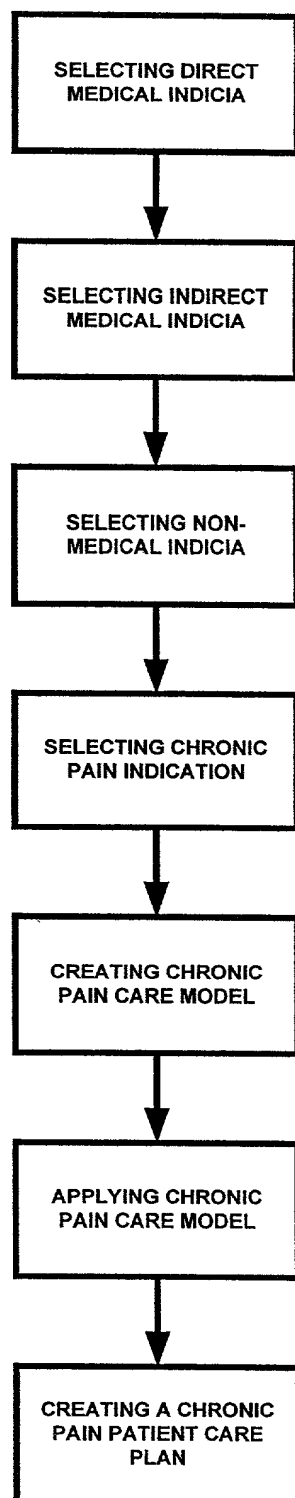 SELECTING DIRECT
MEDICAL INDICIA
SELECTING INDIRECT
MEDICAL INDICIA
SELECTING NON-
MEDICAL INDICIA
SELECTING CHRONIC
PAIN INDICATION
CREATING CHRONIC
PAIN CARE MODEL
APPLYING CHRONIC
PAIN CARE MODEL
CREATING A CHRONIC
PAIN PATIENT CARE
PLAN